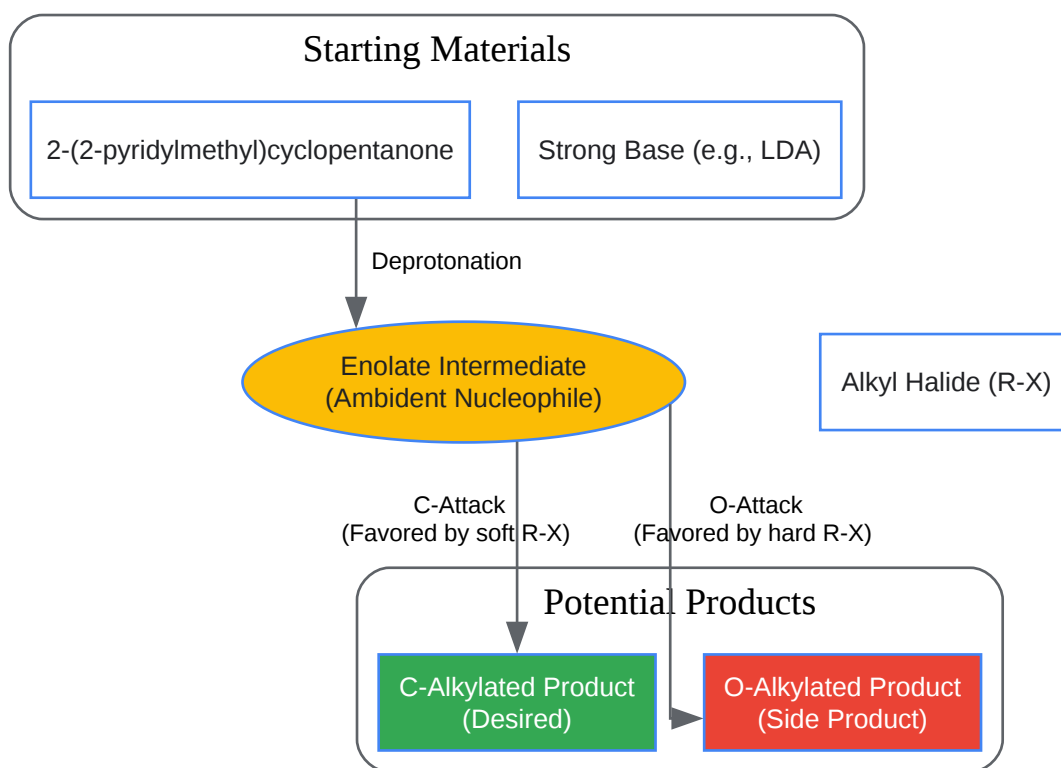 Starting Materials
2-(2-pyridylmethyl)cyclopentanone
Strong Base (e.g., LDA)
Deprotonation
Enolate Intermediate
(Ambident Nucleophile)
Alkyl Halide (R-X)
C-Attack
(Favored by soft R-X)
O-Attack
(Favored by hard R-X)
Potential Products
C-Alkylated Product
(Desired)
O-Alkylated Product
(Side Product)